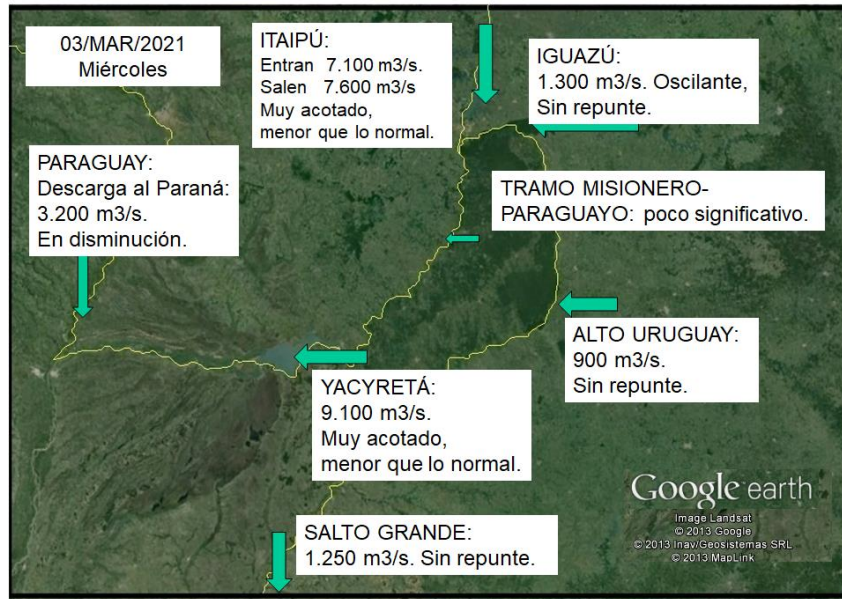 03/MAR/2021
Miércoles
ITAIPÚ:
Entran 7.100 m3/s.
Salen 7.600 m3/s
Muy acotado,
menor que lo normal.
IGUAZÚ:
1.300 m3/s. Oscilante,
Sin repunte.
PARAGUAY:
Descarga al Paraná:
3.200 m3/s.
En disminución.
TRAMO MISIONERO-
PARAGUAYO: poco significativo.
ALTO URUGUAY:
900 m3/s.
Sin repunte.
YACYRETÁ:
9.100 m3/s.
Muy acotado,
menor que lo normal.
SALTO GRANDE:
1.250 m3/s. Sin repunte.
Google earth
Image Landsat
© 2013 Google
© 2013 Inav/Geosistemas SRL
© 2013 MapLink